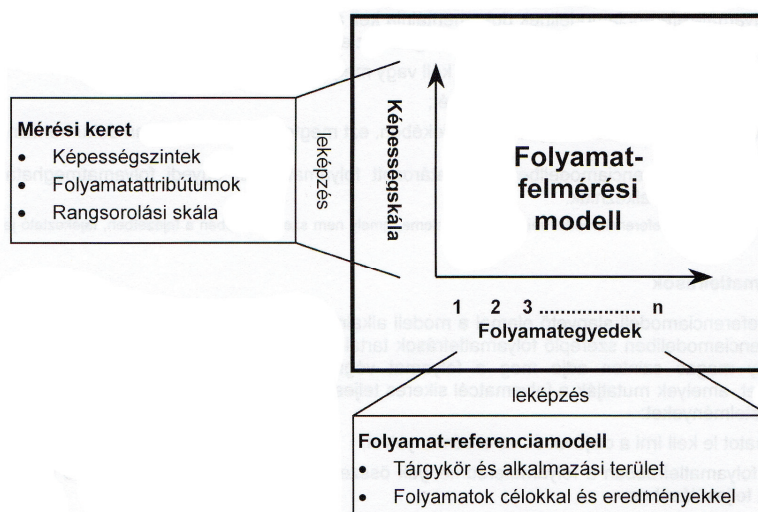 Mérési keret
• Képességszintek
• Folyamatattribútumok
• Rangsorolási skála
leképzés
Képességskála
Folyamat-
felmérési
modell
1 2 3 ........................ n
Folyamategyedek
leképzés
Folyamat-referenciamodell
• Tárgykör és alkalmazási terület
• Folyamatok célokkal és eredményekkel